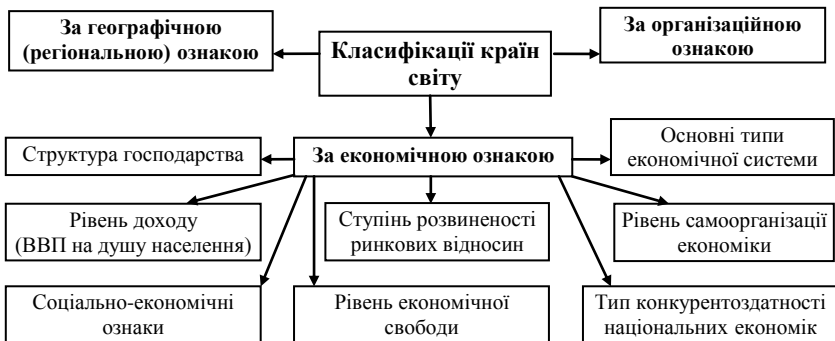 За географічною
(регіональною) ознакою
Класифікації країн
світу
За організаційною
ознакою
Структура господарства
За економічною ознакою
Основні типи
економічної системи
Рівень доходу
(ВВП на душу населення)
Ступінь розвиненості
ринкових відносин
Рівень самоорганізації
економіки
Соціально-економічні
ознаки
Рівень економічної
свободи
Тип конкурентоздатності
національних економік